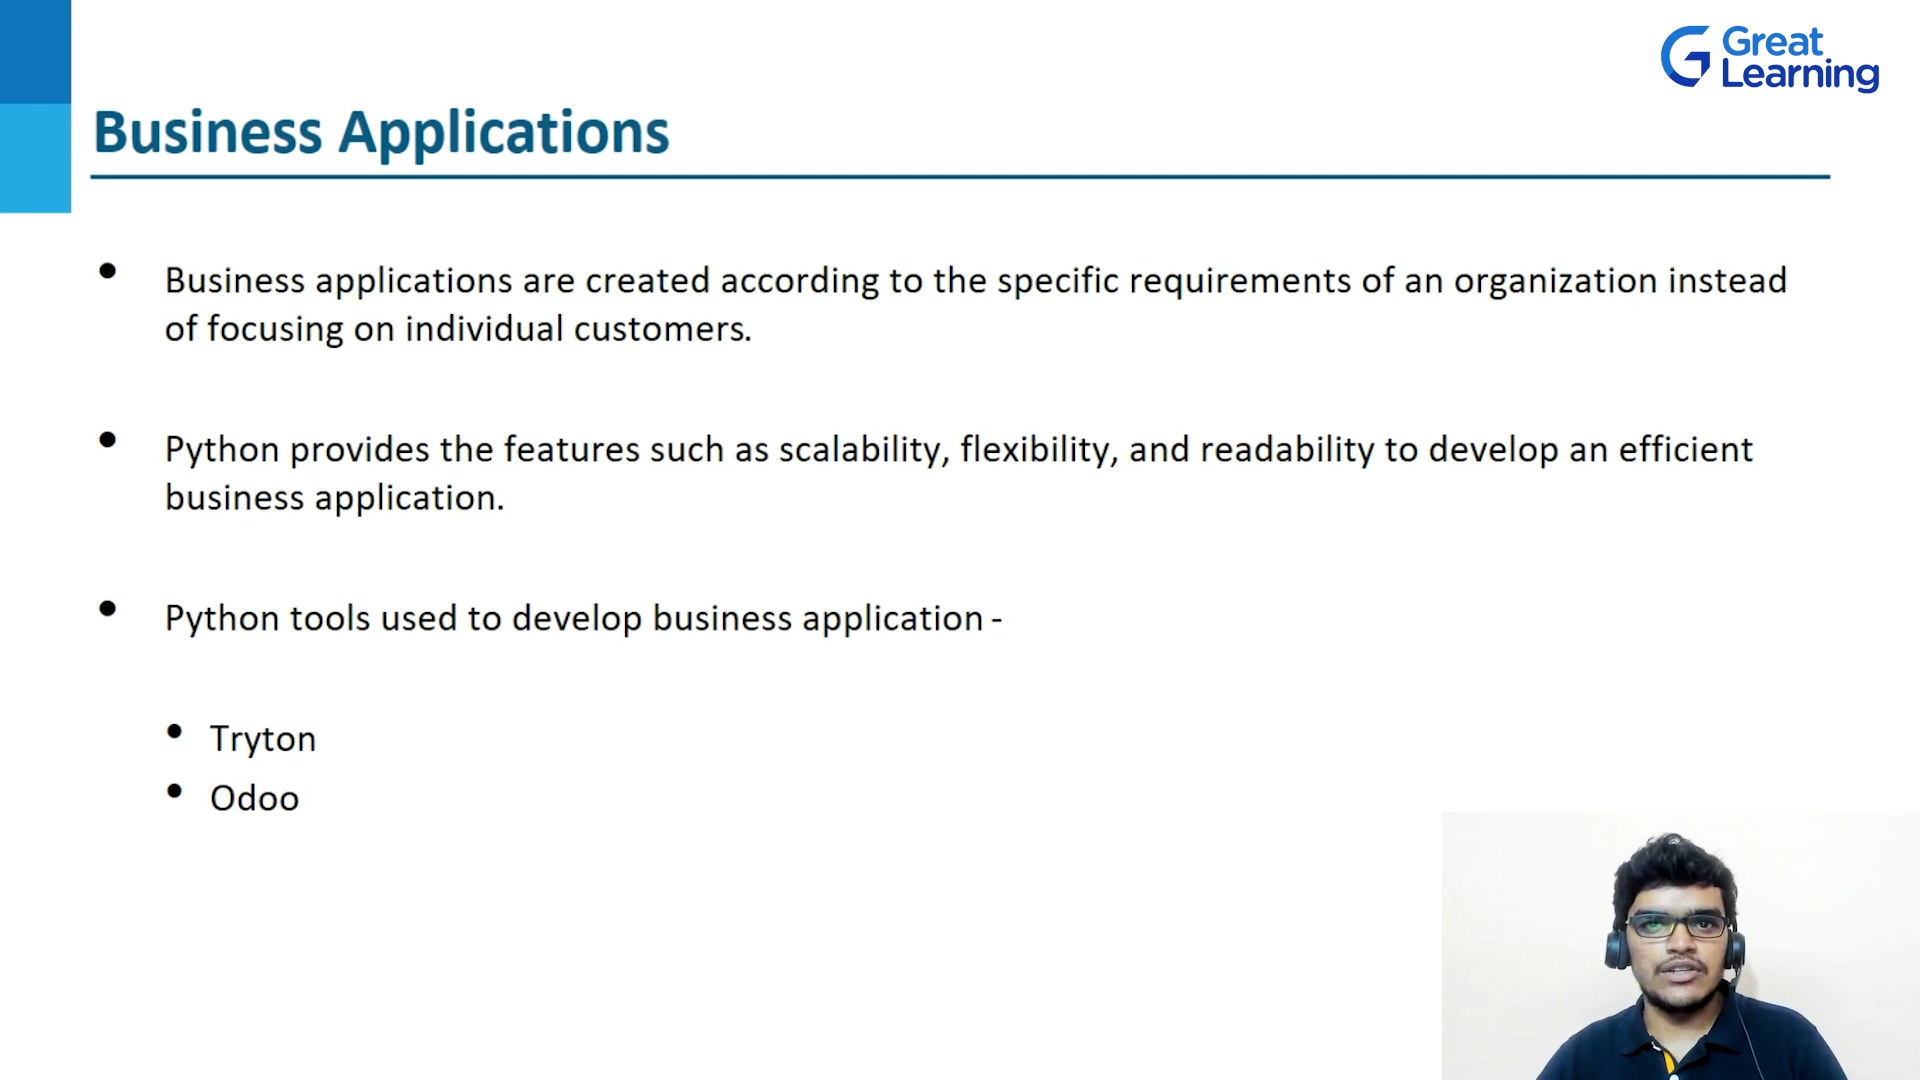 Great
Learning
Business Applications
• Business applications are created according to the specific requirements of an organization instead
of focusing on individual customers.
• Python provides the features such as scalability, flexibility, and readability to develop an efficient
business application.
• Python tools used to develop business application -
• Tryton
• Odoo